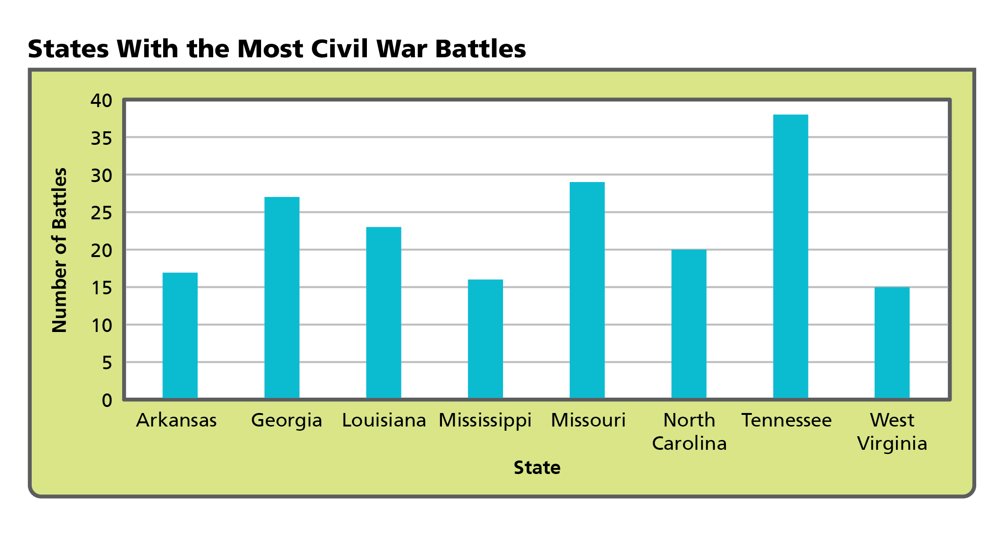 States With the Most Civil War Battles
40
35
30
25
20
15
10
5
0
Number of Battles
Arkansas
Georgia
Louisiana
Mississippi
Missouri
North
Carolina
Tennessee
West
Virginia
State